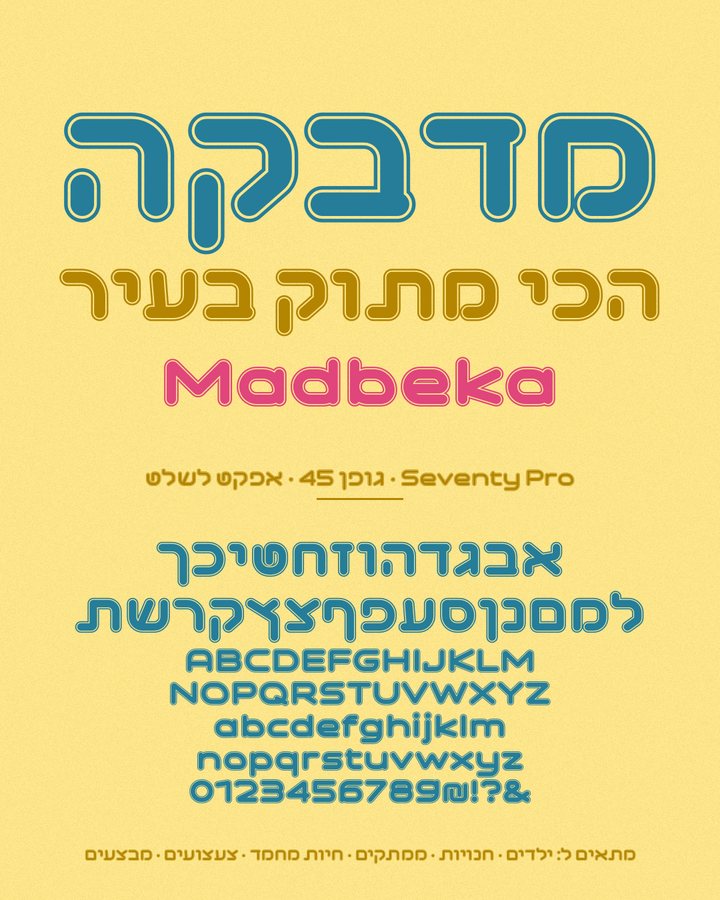 מדבקה
הכי מתוק בעיר
Madbeka
Seventy Pro · גופן 45 · אפקט לשלט
אבגדהוזחטיכך
למםנןסעפףצץקרשת
ABCDEFGHIJKLM
NOPQRSTUVWXYZ
abcdefghijklm
nopqrstuvwxyz
0123456789₪!?&
מתאים ל: ילדים · חנויות · ממתקים · חיות מחמד · צעצועים · מבצעים